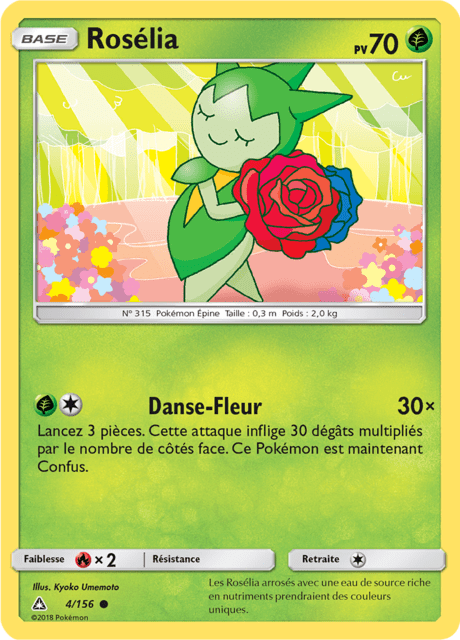 BASE Rosélia PV 70
N° 315 Pokémon Épine Taille : 0,3 m Poids : 2,0 kg
Danse-Fleur 30×
Lancez 3 pièces. Cette attaque inflige 30 dégâts multipliés
par le nombre de côtés face. Ce Pokémon est maintenant
Confus.
Faiblesse × 2 Résistance Retraite
Illus. Kyoko Umemoto
4/156
©2018 Pokémon
Les Rosélia arrosés avec une eau de source riche
en nutriments prendraient des couleurs
uniques.